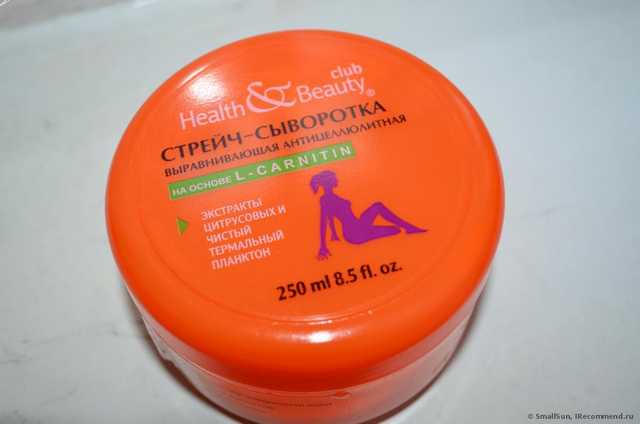 club
Health & Beauty®
СТРЕЙЧ-СЫВОРОТКА
ВЫРАВНИВАЮЩАЯ АНТИЦЕЛЛЮЛИТНАЯ
НА ОСНОВЕ L-CARNITIN
ЭКСТРАКТЫ
ЦИТРУСОВЫХ И
ЧИСТЫЙ
ТЕРМАЛЬНЫЙ
ПЛАНКТОН
250 ml 8.5 fl. oz.
© SmallSun, IRecommend.ru